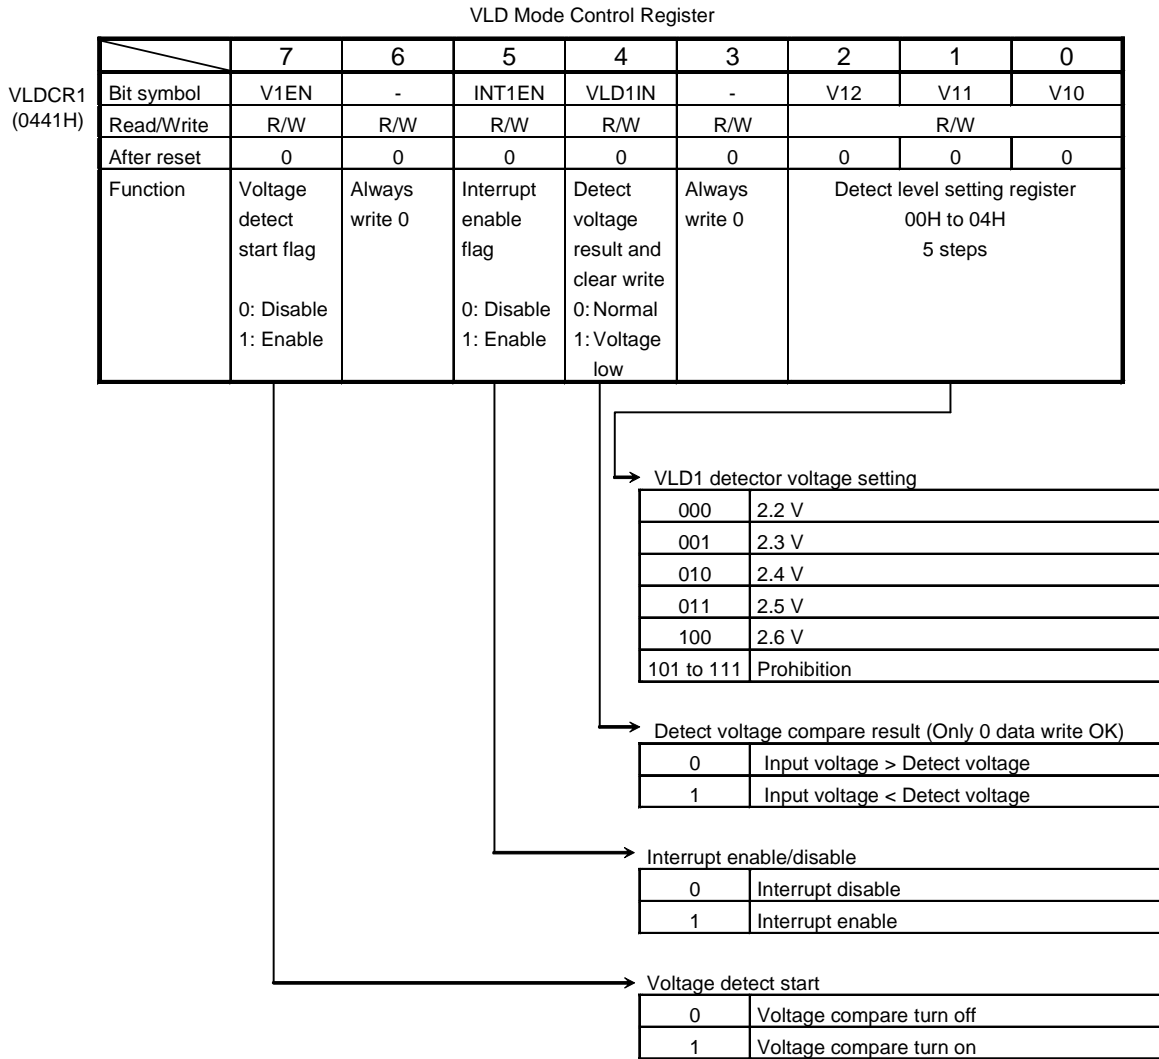 VLD Mode Control Register
7 6 5 4 3 2 1 0
VLDCR1
(0441H)
Bit symbol V1EN - INT1EN VLD1IN - V12 V11 V10
Read/Write R/W R/W R/W R/W R/W R/W
After reset 0 0 0 0 0 0 0 0
Function Voltage Always Interrupt Detect Always Detect level setting register
detect write 0 enable voltage write 0 00H to 04H
start flag flag result and 5 steps
clear write
0: Disable 0: Disable 0: Normal
1: Enable 1: Enable 1: Voltage
low
VLD1 detector voltage setting
000 2.2 V
001 2.3 V
010 2.4 V
011 2.5 V
100 2.6 V
101 to 111 Prohibition
Detect voltage compare result (Only 0 data write OK)
0 Input voltage > Detect voltage
1 Input voltage < Detect voltage
Interrupt enable/disable
0 Interrupt disable
1 Interrupt enable
Voltage detect start
0 Voltage compare turn off
1 Voltage compare turn on